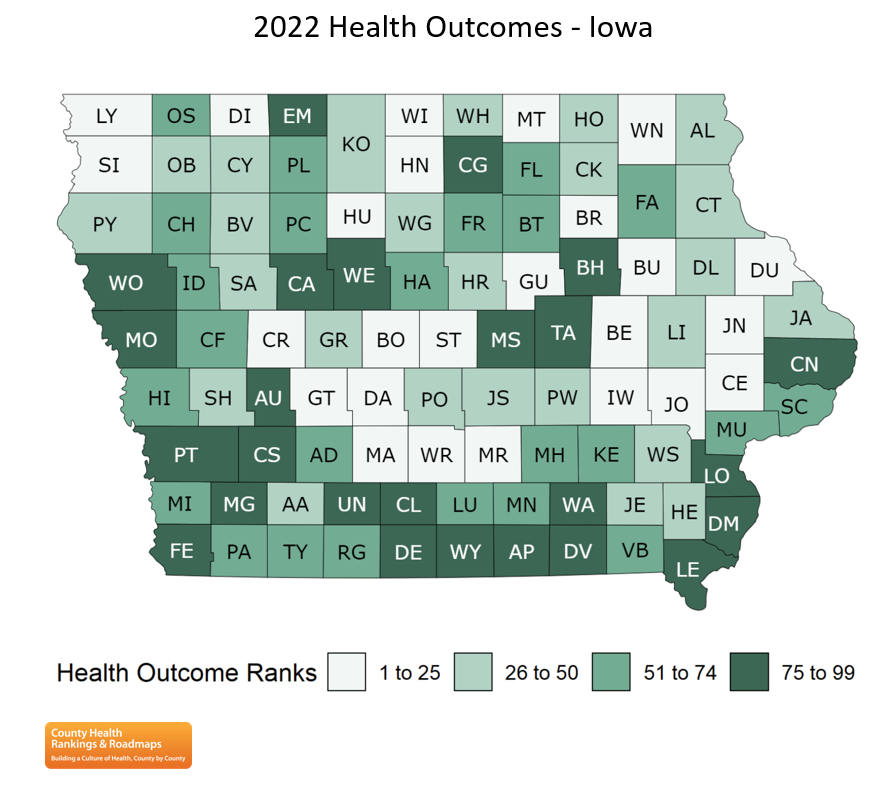 2022 Health Outcomes - Iowa
LY OS DI EM KO WI WH MT HO WN AL
SI OB CY PL HN CG FL CK
PY CH BV PC HU WG FR BT BR FA CT
WO ID SA CA WE HA HR GU BH BU DL DU
MO CF CR GR BO ST MS TA BE LI JN JA
HI SH AU GT DA PO JS PW IW JO CE CN
SC
PT CS AD MA WR MR MH KE WS MU
LO
MI MG AA UN CL LU MN WA JE HE DM
FE PA TY RG DE WY AP DV VB LE
Health Outcome Ranks 1 to 25 26 to 50 51 to 74 75 to 99
County Health
Rankings & Roadmaps
Building a Culture of Health, County by County